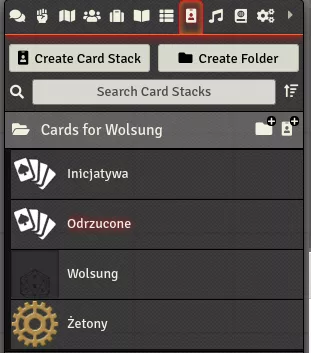 Create Card Stack
Create Folder
Search Card Stacks
Cards for Wolsung
Inicjatywa
Odrzucone
Wolsung
Żetony